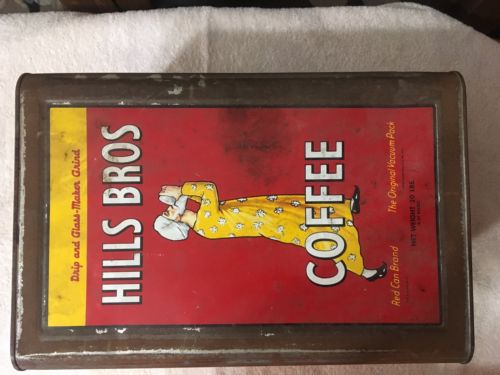 Drip and Glass-Maker Grind
HILLS BROS
COFFEE
Red Can Brand
The Original Vacuum Pack
NET WEIGHT 20 LBS.